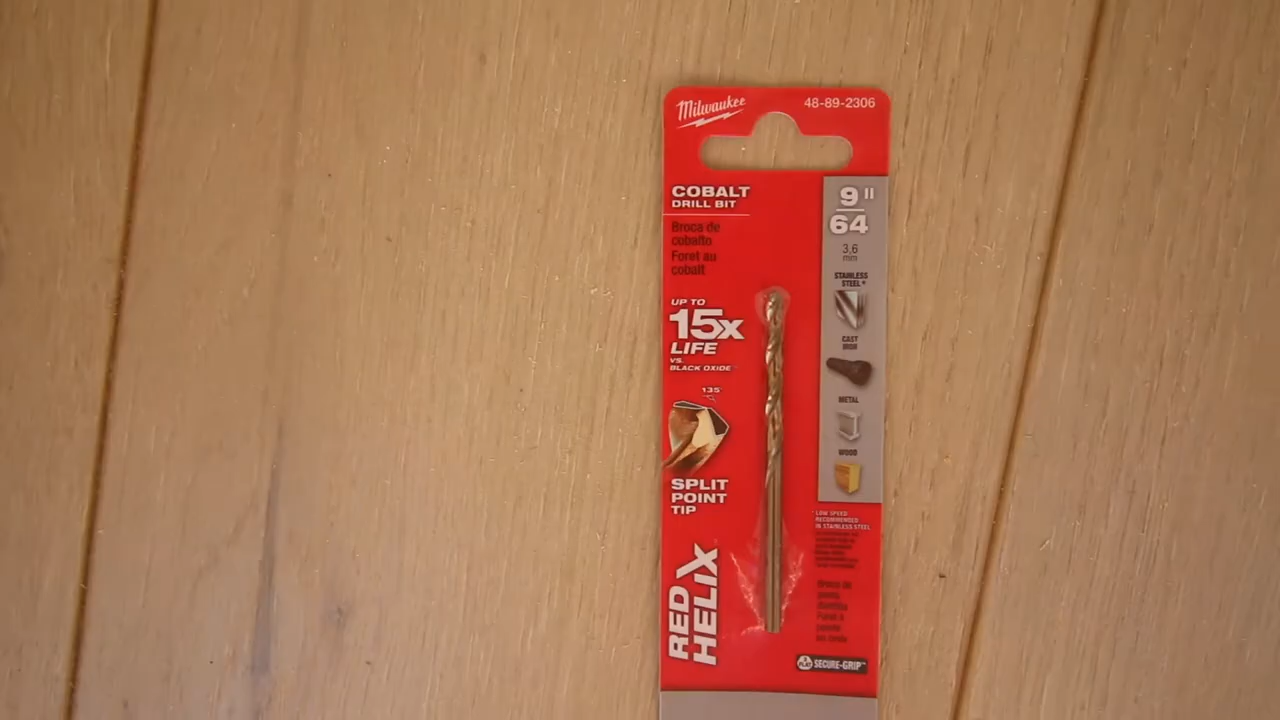 Milwaukee
48-89-2306
COBALT
DRILL BIT
Broca de
cobalto
Foret au
cobalt
UP TO
15x
LIFE
VS.
BLACK OXIDE
135°
SPLIT
POINT
TIP
RED
HELIX
9"
64
3,6
mm
STAINLESS
STEEL*
CAST
IRON
METAL
WOOD
*LOW SPEED
RECOMMENDED
IN STAINLESS STEEL
SECURE-GRIP™